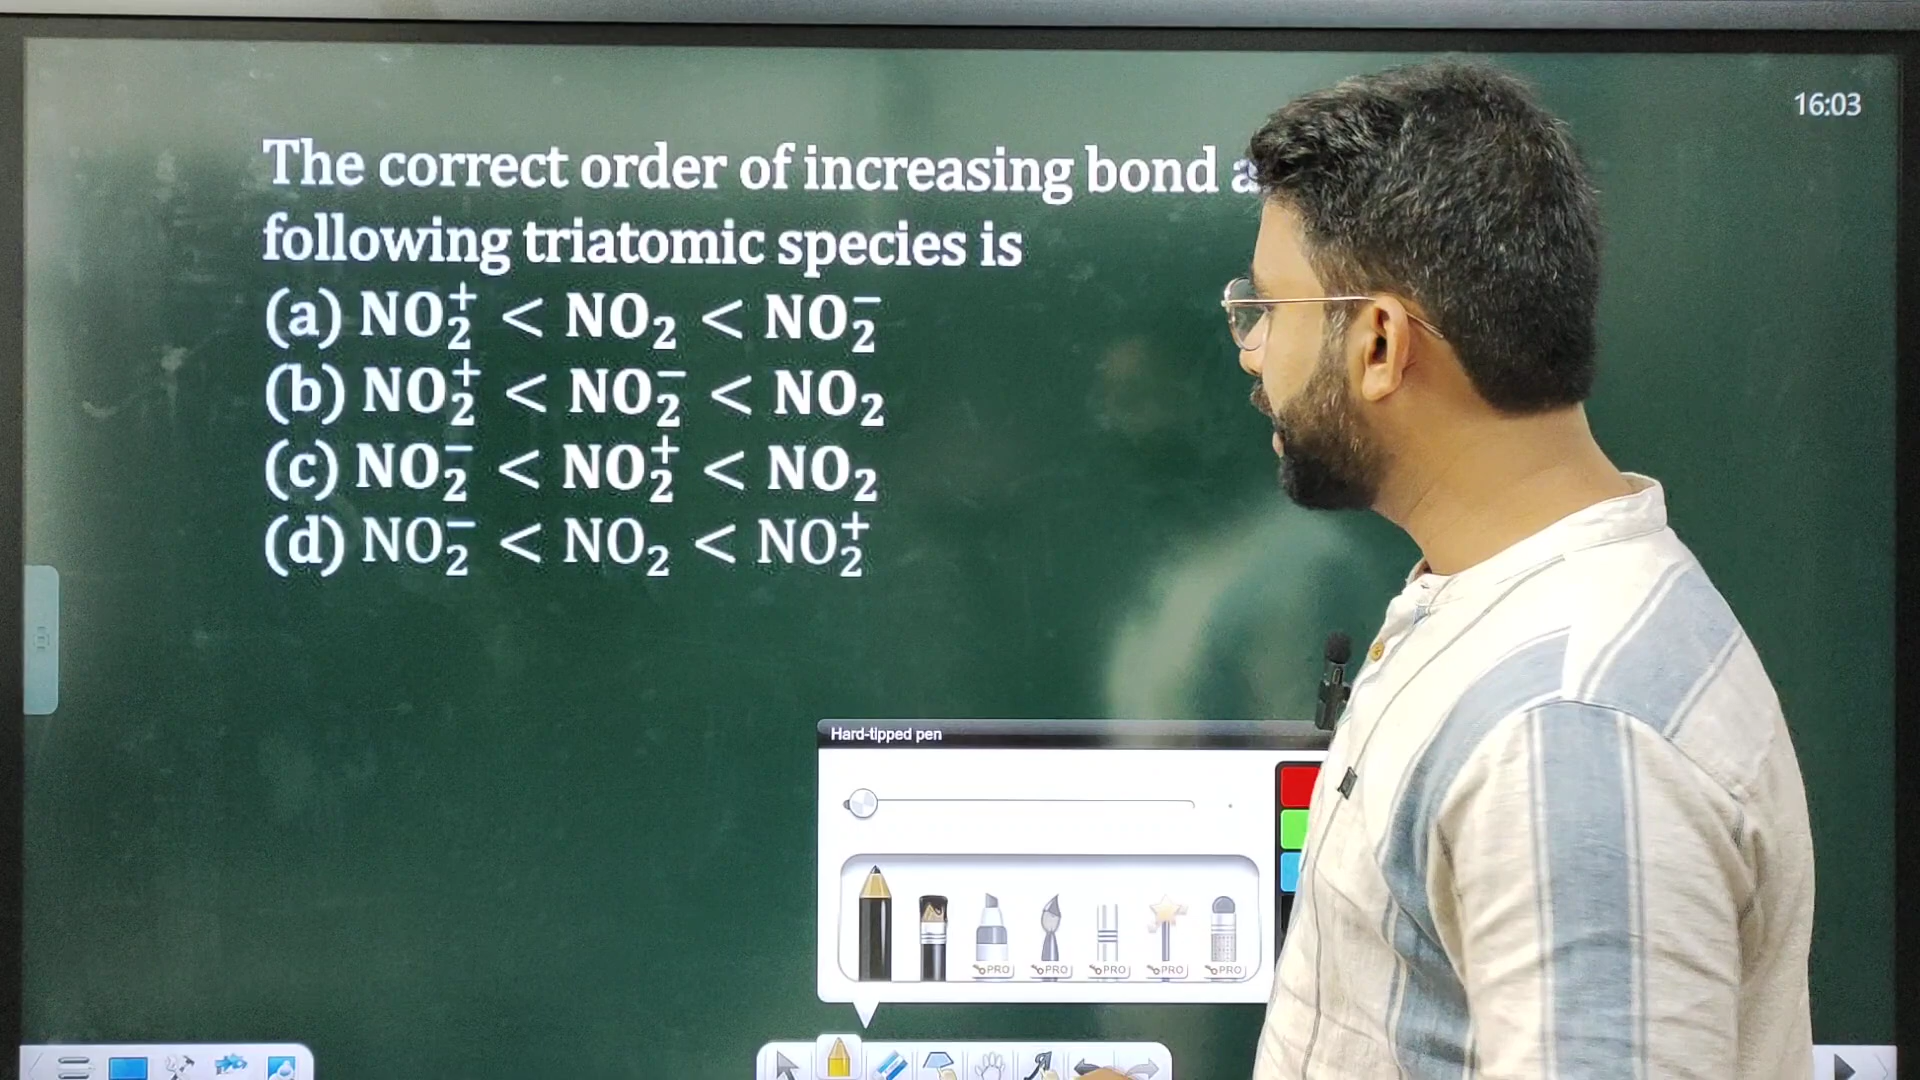 16:03
The correct order of increasing bond
following triatomic species is
(a) NO₂⁺ < NO₂ < NO₂⁻
(b) NO₂⁺ < NO₂⁻ < NO₂
(c) NO₂⁻ < NO₂⁺ < NO₂
(d) NO₂⁻ < NO₂ < NO₂⁺
Hard-tipped pen
PRO PRO PRO PRO PRO